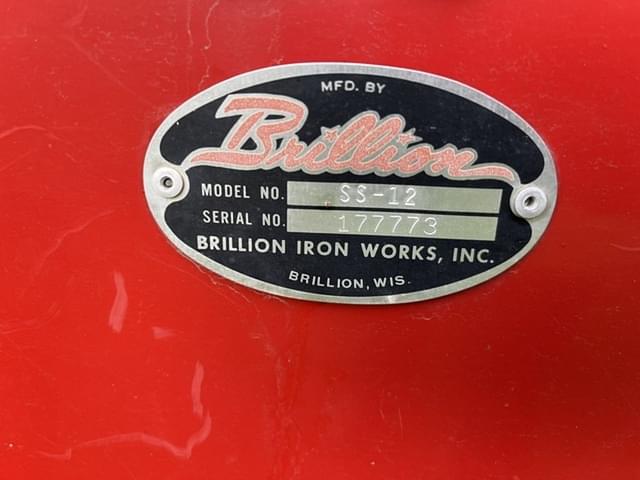 MFD. BY
Brillion
MODEL NO. SS-12
SERIAL NO. 177773
BRILLION IRON WORKS, INC.
BRILLION, WIS.